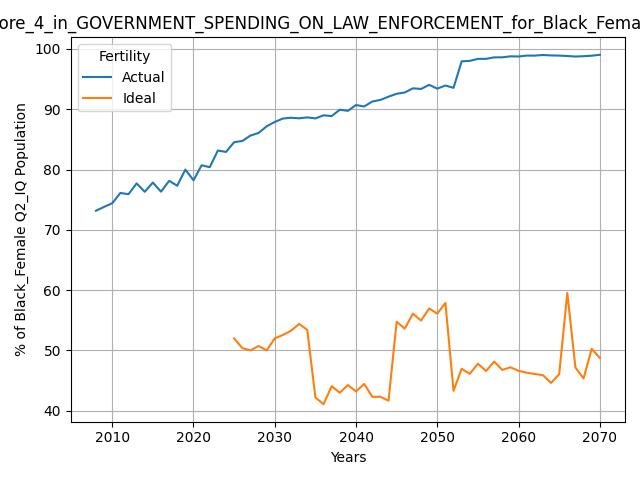 ore_4_in_GOVERNMENT_SPENDING_ON_LAW_ENFORCEMENT_for_Black_Fema
Fertility
Actual
Ideal
100
90
80
70
60
50
40
% of Black_Female Q2_IQ Population
2010 2020 2030 2040 2050 2060 2070
Years